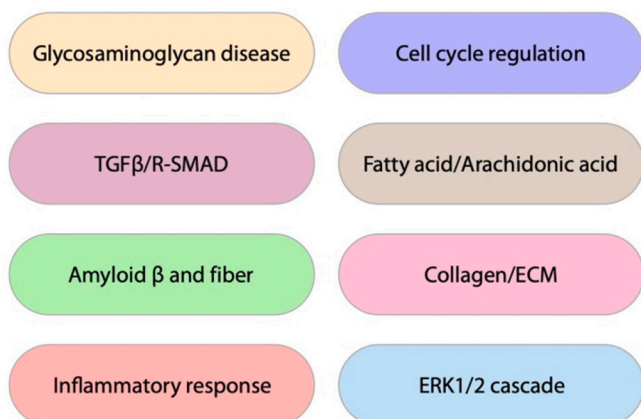 Glycosaminoglycan disease
Cell cycle regulation
TGFβ/R-SMAD
Fatty acid/Arachidonic acid
Amyloid β and fiber
Collagen/ECM
Inflammatory response
ERK1/2 cascade